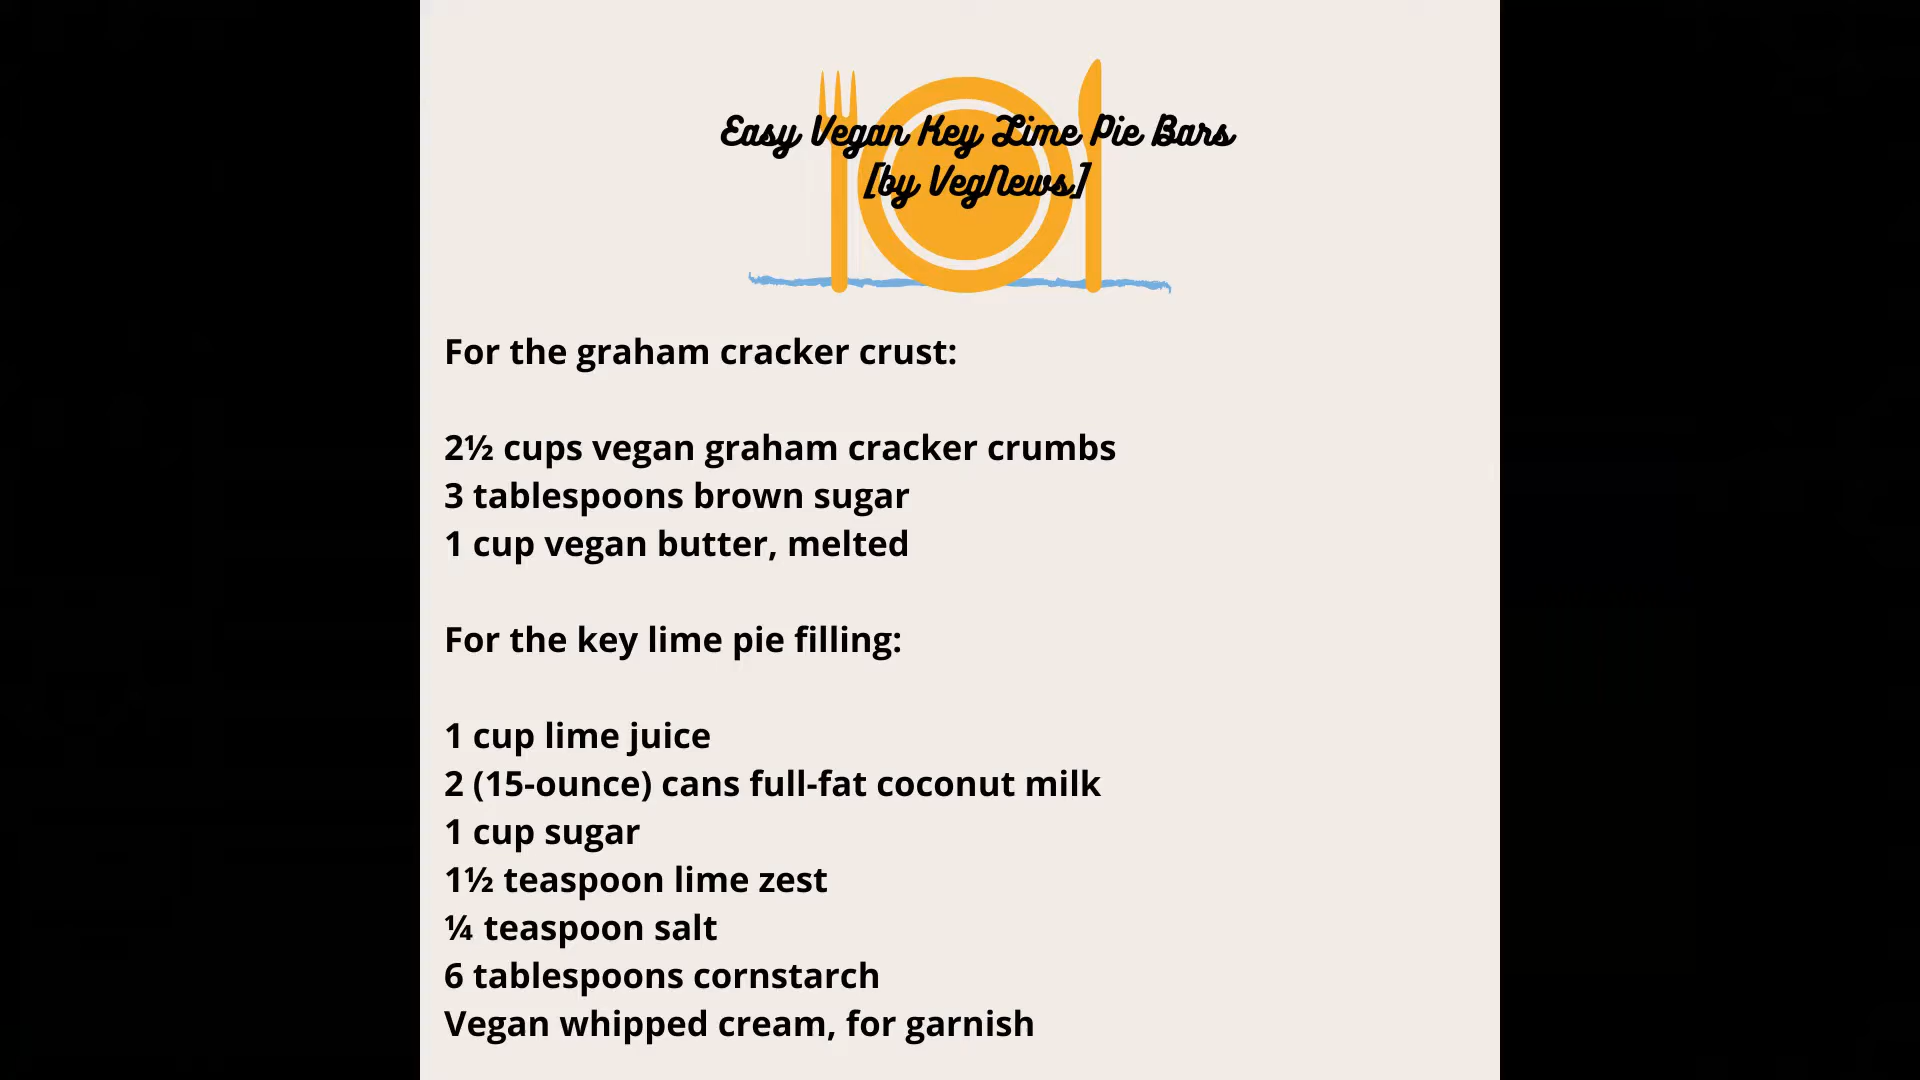 Easy Vegan Key Lime Pie Bars
[by VegNews]
For the graham cracker crust:
2½ cups vegan graham cracker crumbs
3 tablespoons brown sugar
1 cup vegan butter, melted
For the key lime pie filling:
1 cup lime juice
2 (15-ounce) cans full-fat coconut milk
1 cup sugar
1½ teaspoon lime zest
¼ teaspoon salt
6 tablespoons cornstarch
Vegan whipped cream, for garnish